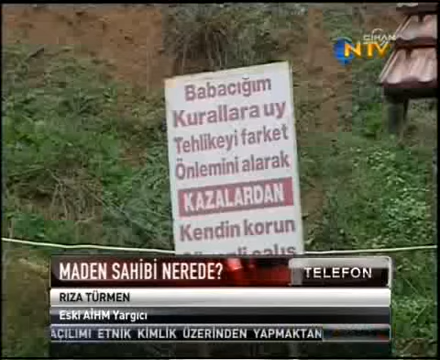 CİHAN
NTV
Babacığım
Kurallara uy
Tehlikeyi farket
Önlemini alarak
KAZALARDAN
Kendin korun
MADEN SAHİBİ NEREDE?
TELEFON
RIZA TÜRMEN
Eski AİHM Yargıcı
AÇILIMI ETNİK KİMLİK ÜZERİNDEN YAPMAKTAN